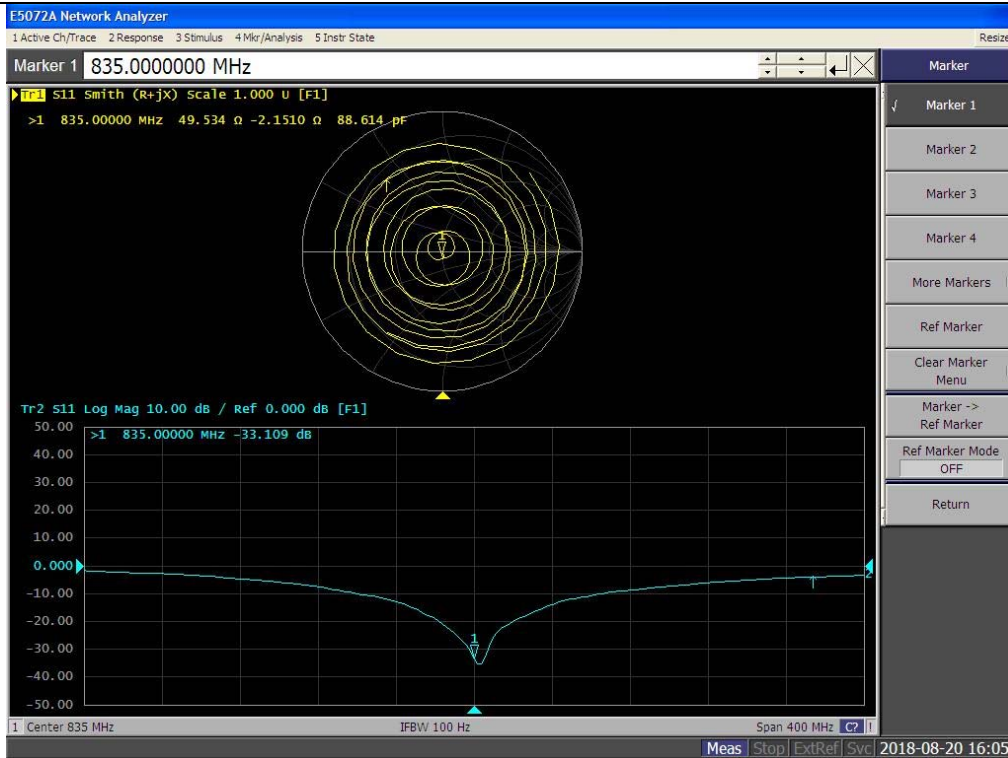 E5072A Network Analyzer
1 Active Ch/Trace 2 Response 3 Stimulus 4 Mkr/Analysis 5 Instr State
Resize
Marker 1 835.0000000 MHz
Tr1 S11 Smith (R+jX) Scale 1.000 U [F1]
>1 835.00000 MHz 49.534 Ω -2.1510 Ω 88.614 pF
1
Tr2 S11 Log Mag 10.00 dB / Ref 0.000 dB [F1]
50.00
>1 835.00000 MHz -33.109 dB
40.00
30.00
20.00
10.00
0.000
-10.00
-20.00
-30.00
-40.00
-50.00
1
2
1 Center 835 MHz IFBW 100 Hz Span 400 MHz C? !
Marker
√ Marker 1
Marker 2
Marker 3
Marker 4
More Markers
Ref Marker
Clear Marker
Menu
Marker ->
Ref Marker
Ref Marker Mode
OFF
Return
Meas Stop ExtRef Svc 2018-08-20 16:05